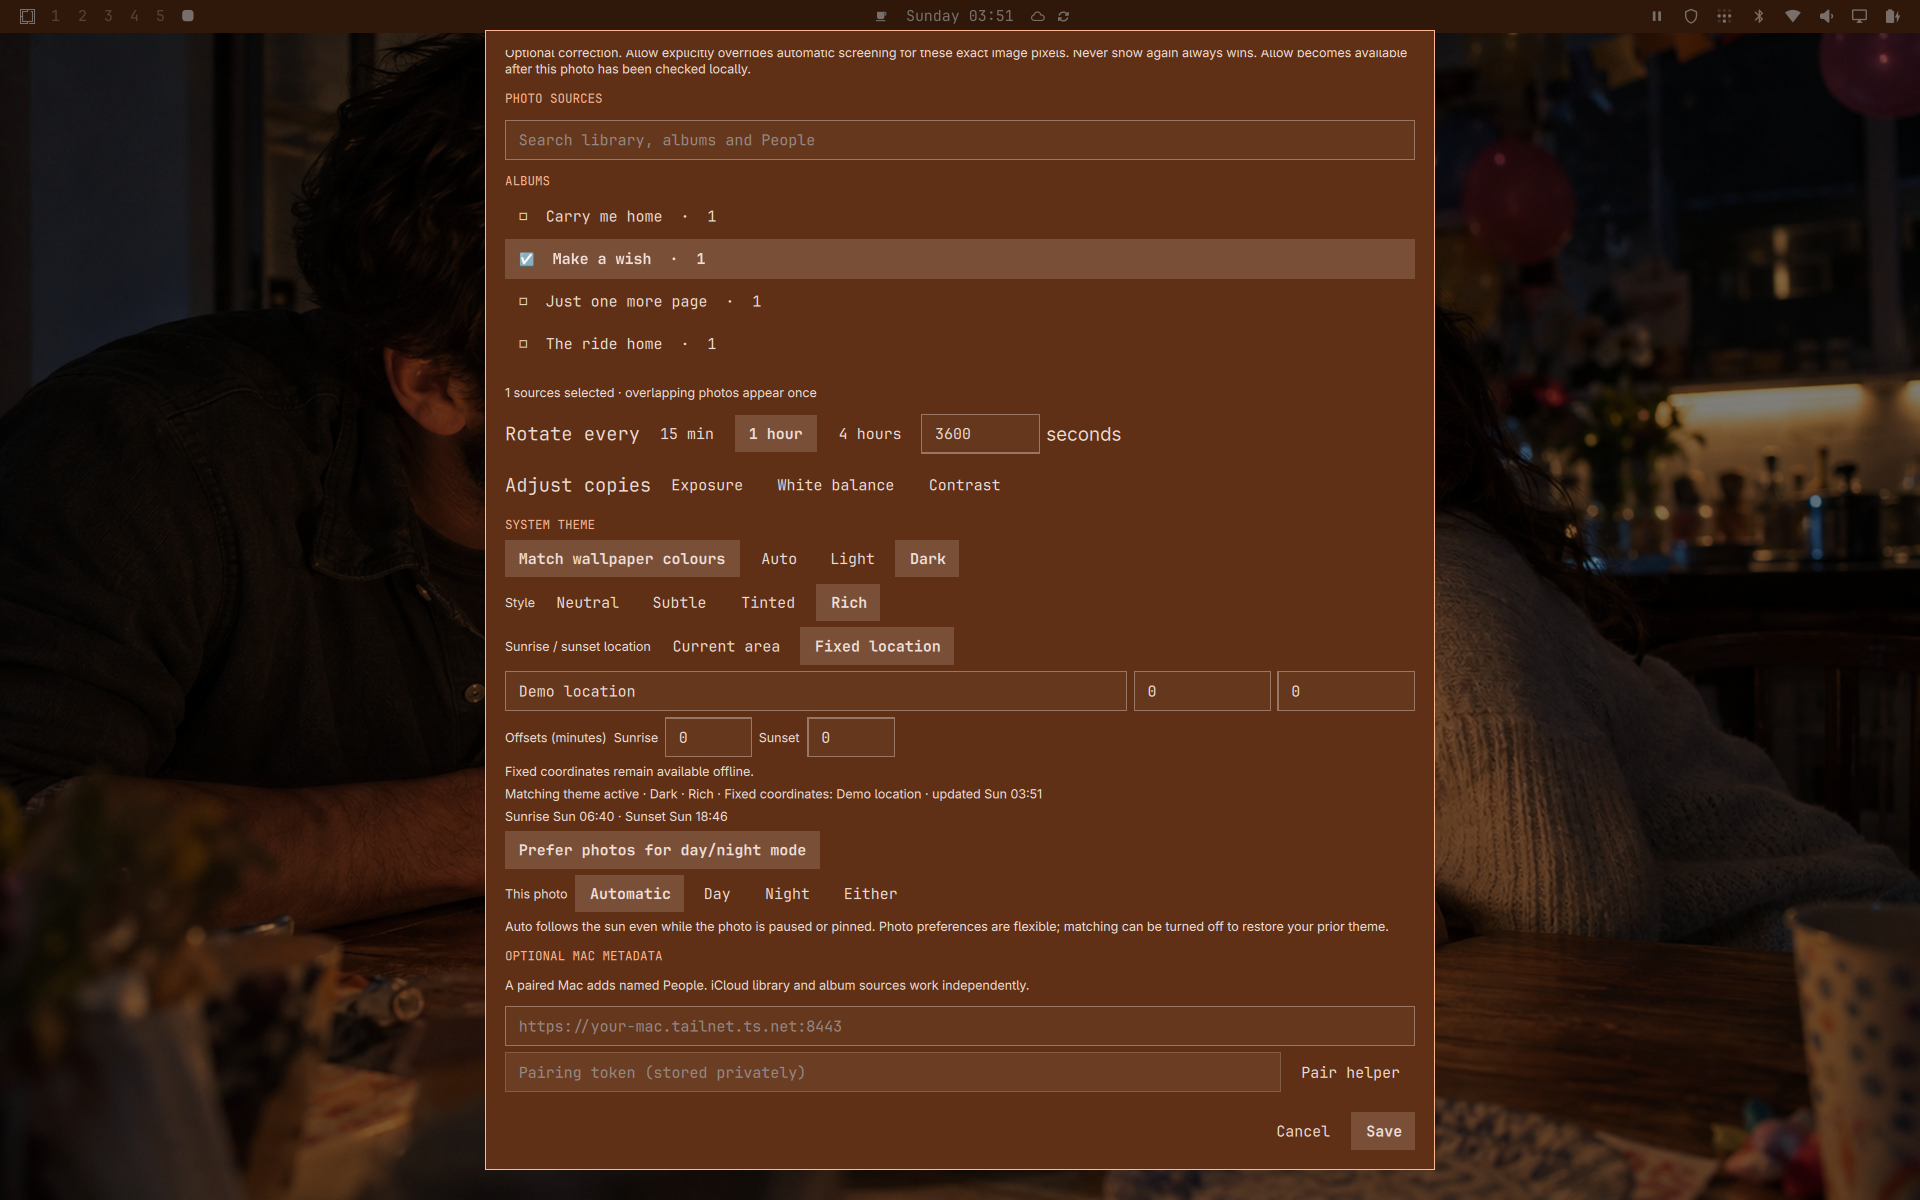 1 2 3 4 5 Sunday 03:51
Optional correction. Allow explicitly overrides automatic screening for these exact image pixels. Never show again always wins. Allow becomes available
after this photo has been checked locally.
PHOTO SOURCES
Search library, albums and People
ALBUMS
Carry me home · 1
Make a wish · 1
Just one more page · 1
The ride home · 1
1 sources selected · overlapping photos appear once
Rotate every 15 min 1 hour 4 hours 3600 seconds
Adjust copies Exposure White balance Contrast
SYSTEM THEME
Match wallpaper colours Auto Light Dark
Style Neutral Subtle Tinted Rich
Sunrise / sunset location Current area Fixed location
Demo location 0 0
Offsets (minutes) Sunrise 0 Sunset 0
Fixed coordinates remain available offline.
Matching theme active · Dark · Rich · Fixed coordinates: Demo location · updated Sun 03:51
Sunrise Sun 06:40 · Sunset Sun 18:46
Prefer photos for day/night mode
This photo Automatic Day Night Either
Auto follows the sun even while the photo is paused or pinned. Photo preferences are flexible; matching can be turned off to restore your prior theme.
OPTIONAL MAC METADATA
A paired Mac adds named People. iCloud library and album sources work independently.
https://your-mac.tailnet.ts.net:8443
Pairing token (stored privately) Pair helper
Cancel Save